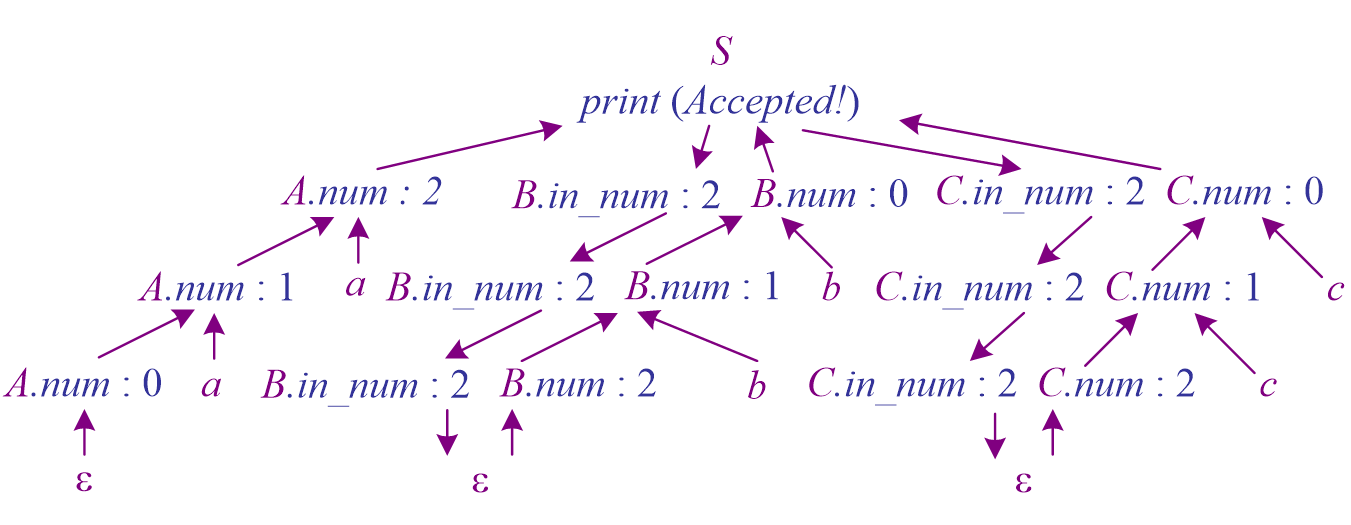 S
print (Accepted!)
A.num : 2 B.in_num : 2 B.num : 0 C.in_num : 2 C.num : 0
A.num : 1 a B.in_num : 2 B.num : 1 b C.in_num : 2 C.num : 1 c
A.num : 0 a B.in_num : 2 B.num : 2 b C.in_num : 2 C.num : 2 c
ε ε ε